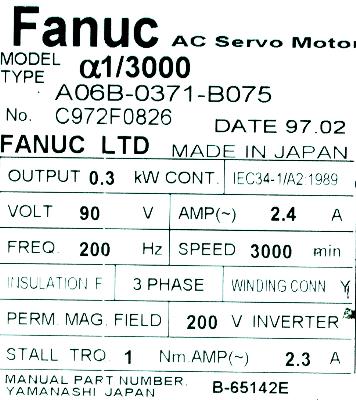 Fanuc AC Servo Motor
MODEL
TYPE α1/3000
A06B-0371-B075
No. C972F0826
DATE 97.02
FANUC LTD MADE IN JAPAN
OUTPUT 0.3 kW CONT. IEC34-1/A2:1989
VOLT 90 V AMP(~) 2.4 A
FREQ. 200 Hz SPEED 3000 min
INSULATION F 3 PHASE WINDING CONN Y
PERM. MAG. FIELD 200 V INVERTER
STALL TRQ 1 Nm. AMP(~) 2.3 A
MANUAL PART NUMBER.
YAMANASHI JAPAN B-65142E